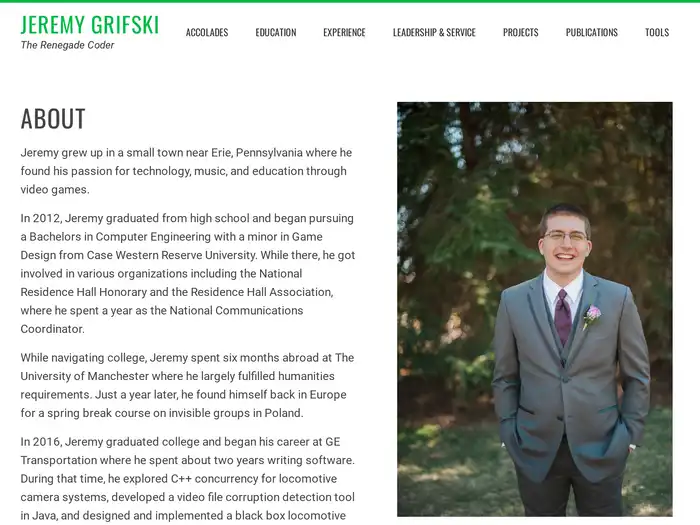 JEREMY GRIFSKI
The Renegade Coder
ACCOLADES EDUCATION EXPERIENCE LEADERSHIP & SERVICE PROJECTS PUBLICATIONS TOOLS
ABOUT
Jeremy grew up in a small town near Erie, Pennsylvania where he
found his passion for technology, music, and education through
video games.
In 2012, Jeremy graduated from high school and began pursuing
a Bachelors in Computer Engineering with a minor in Game
Design from Case Western Reserve University. While there, he got
involved in various organizations including the National
Residence Hall Honorary and the Residence Hall Association,
where he spent a year as the National Communications
Coordinator.
While navigating college, Jeremy spent six months abroad at The
University of Manchester where he largely fulfilled humanities
requirements. Just a year later, he found himself back in Europe
for a spring break course on invisible groups in Poland.
In 2016, Jeremy graduated college and began his career at GE
Transportation where he spent about two years writing software.
During that time, he explored C++ concurrency for locomotive
camera systems, developed a video file corruption detection tool
in Java, and designed and implemented a black box locomotive